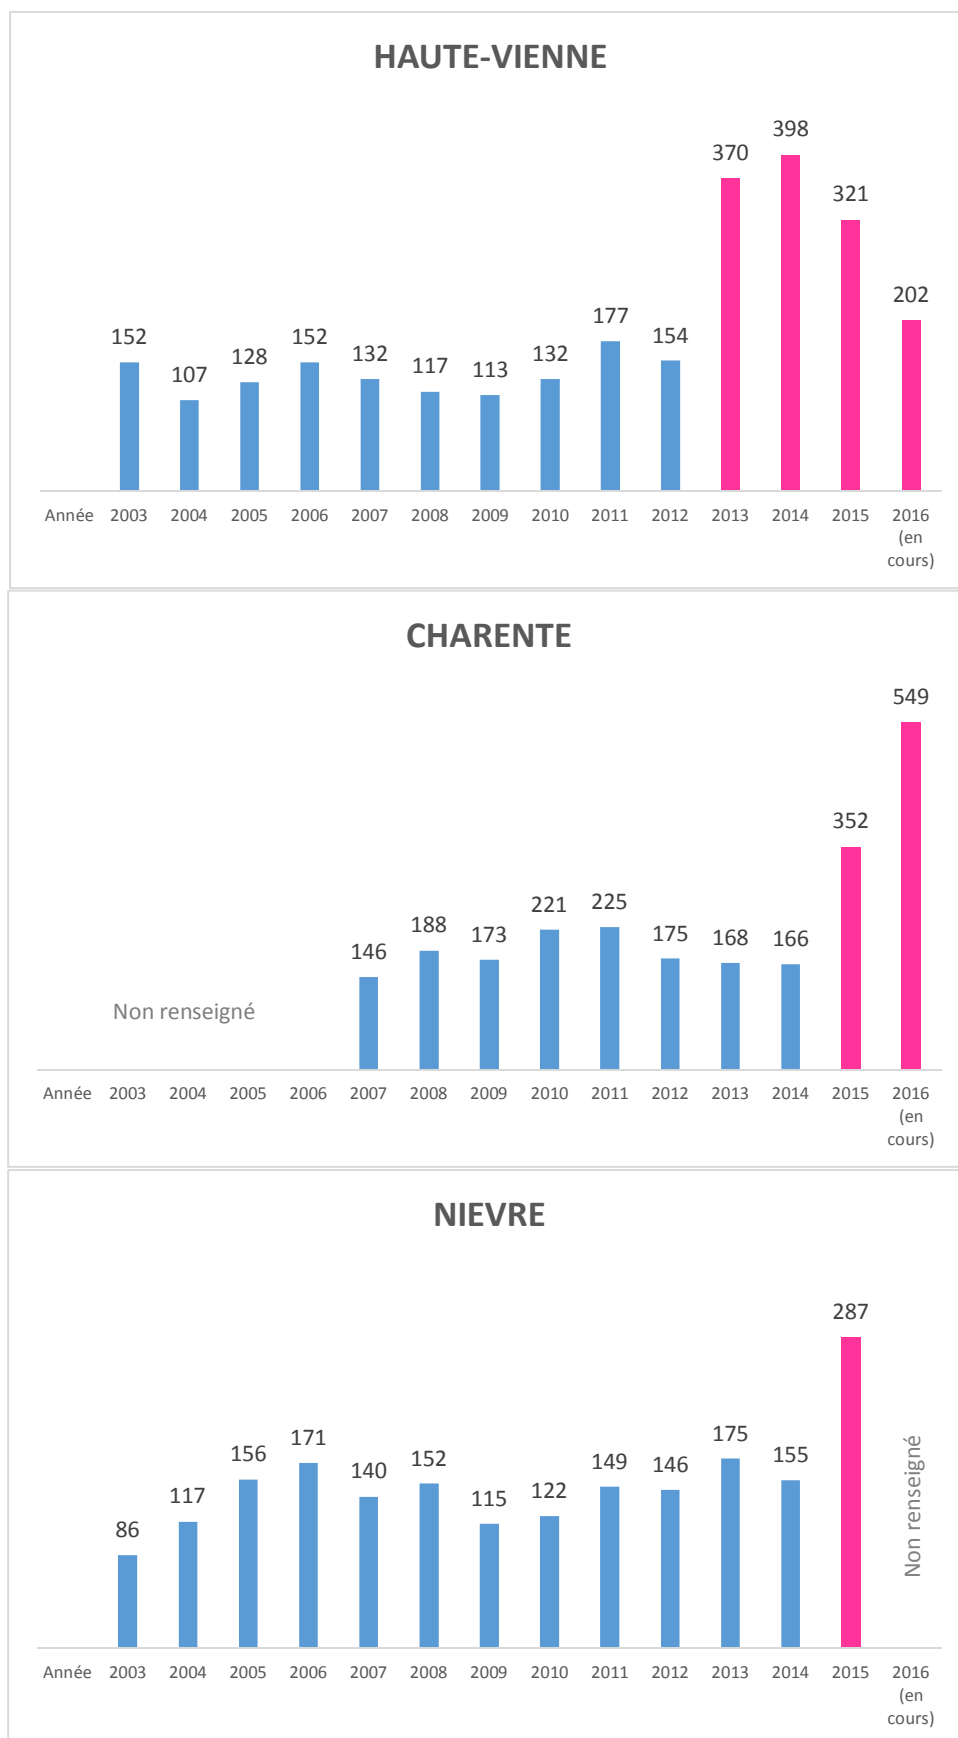 HAUTE-VIENNE
398
370
321
202
177
152
152
154
128
132
132
117
113
107
Année 2003 2004 2005 2006 2007 2008 2009 2010 2011 2012 2013 2014 2015 2016
(en
cours)
CHARENTE
549
352
221 225
188
173 175 168 166
146
Non renseigné
Année 2003 2004 2005 2006 2007 2008 2009 2010 2011 2012 2013 2014 2015 2016
(en
cours)
NIEVRE
287
171 175
156 152 155
149 146
140
117 115 122
86
Non renseigné
Année 2003 2004 2005 2006 2007 2008 2009 2010 2011 2012 2013 2014 2015 2016
(en
cours)